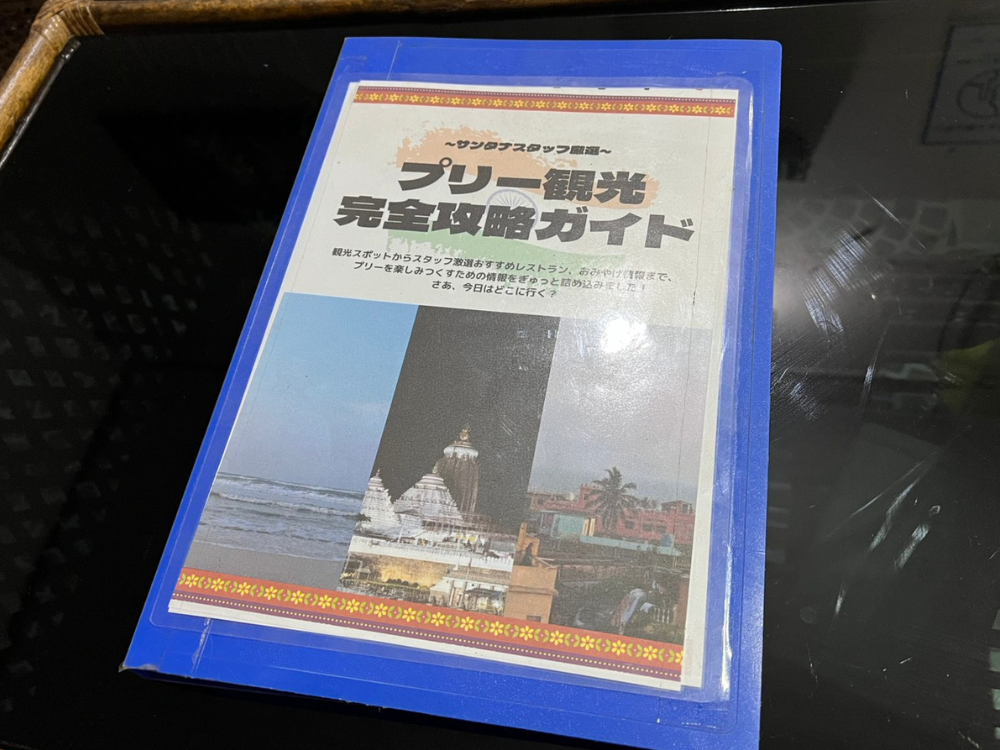 ~サンタナスタッフ厳選~
プリー観光
完全攻略ガイド
観光スポットからスタッフ厳選おすすめレストラン、おみやげ情報まで、
プリーを楽しみつくすための情報をぎゅっと詰め込みました！
さあ、今日はどこに行く？